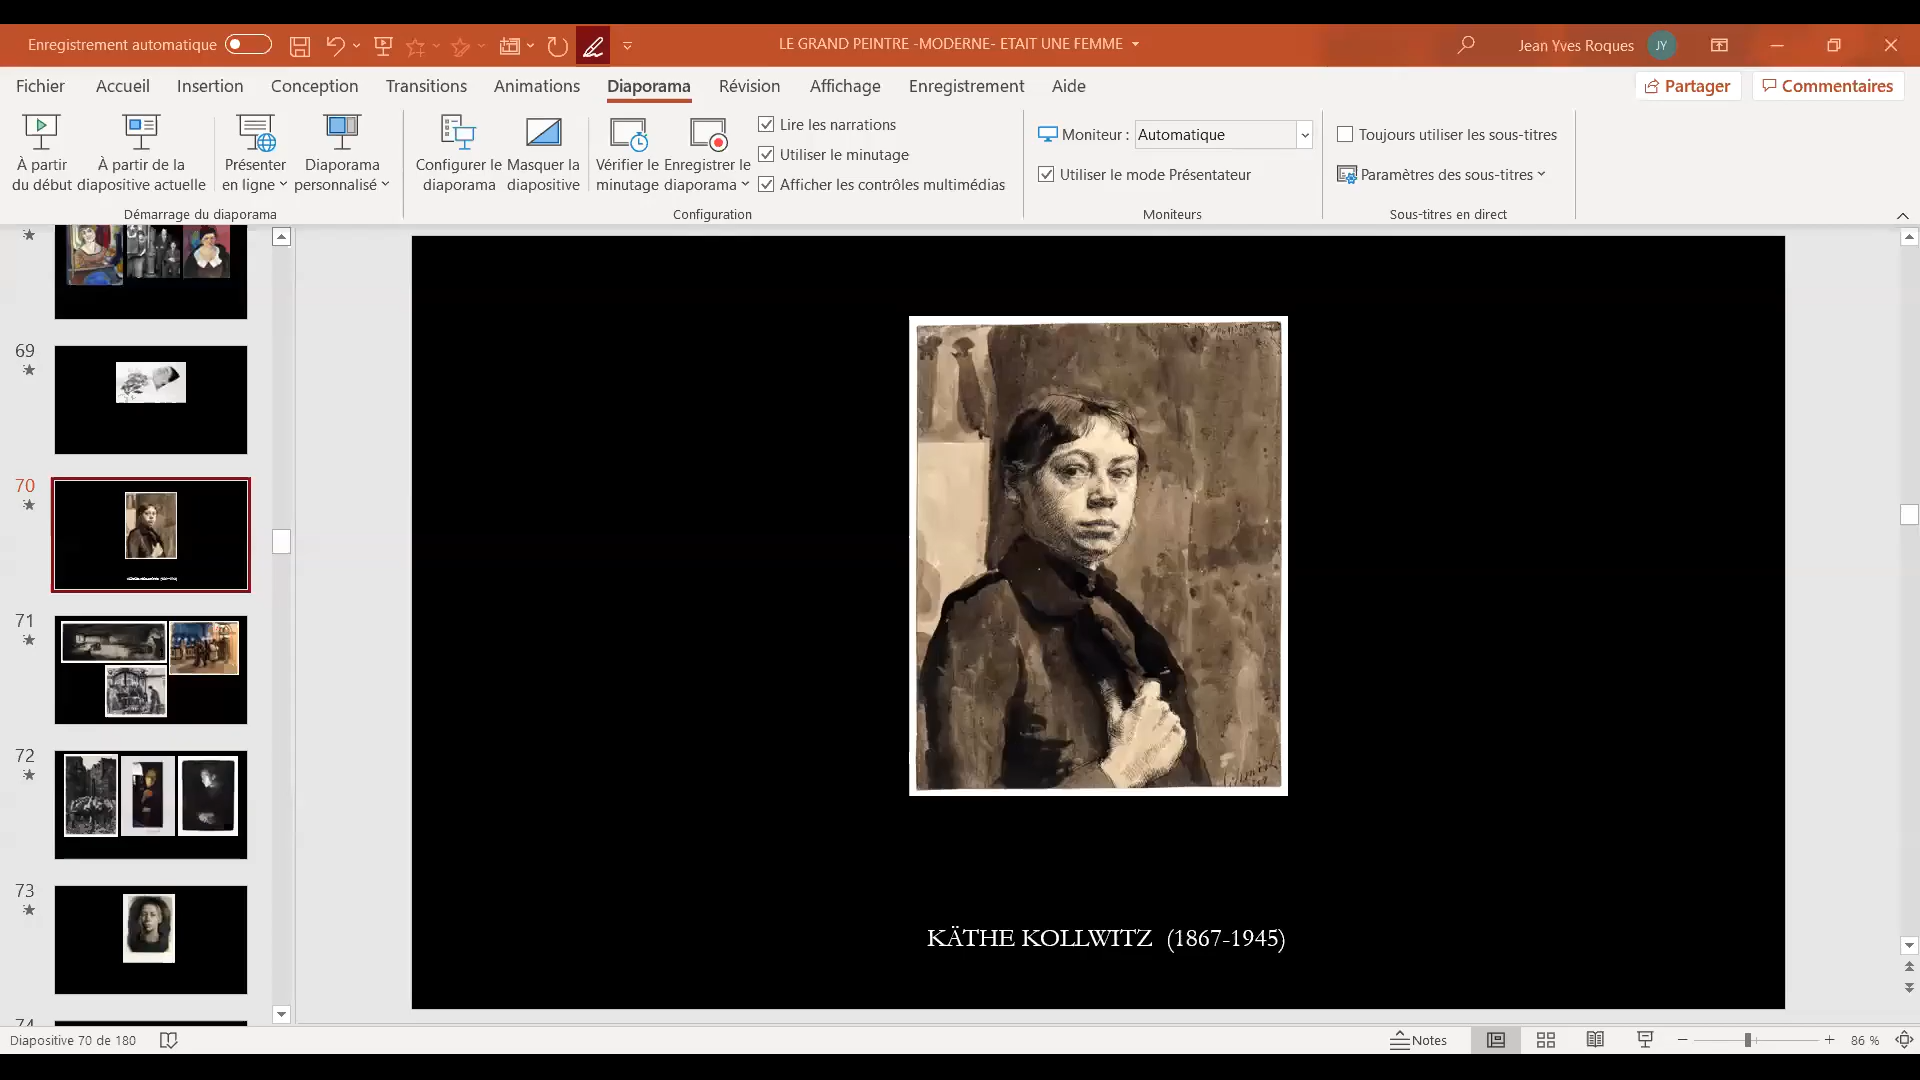 Enregistrement automatique
LE GRAND PEINTRE -MODERNE- ETAIT UNE FEMME
Jean Yves Roques
JY
Fichier
Accueil
Insertion
Conception
Transitions
Animations
Diaporama
Révision
Affichage
Enregistrement
Aide
Partager
Commentaires
À partir
du début
À partir de la
diapositive actuelle
Présenter
en ligne
Diaporama
personnalisé
Configurer le
diaporama
Masquer la
diapositive
Vérifier le
minutage
Enregistrer le
diaporama
Lire les narrations
Utiliser le minutage
Afficher les contrôles multimédias
Moniteur :
Automatique
Utiliser le mode Présentateur
Toujours utiliser les sous-titres
Paramètres des sous-titres
Démarrage du diaporama
Configuration
Moniteurs
Sous-titres en direct
69
70
71
72
73
74
KÄTHE KOLLWITZ (1867-1945)
Diapositive 70 de 180
Notes
86 %